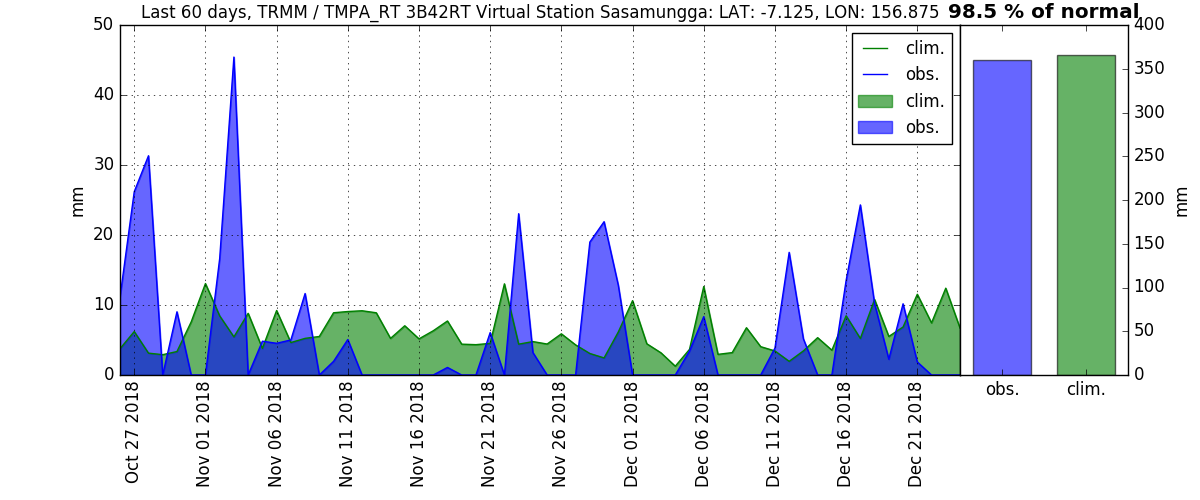 Last 60 days, TRMM / TMPA_RT 3B42RT Virtual Station Sasamungga: LAT: -7.125, LON: 156.875 98.5 % of normal
50
40
30
20
10
0
mm
clim.
obs.
clim.
obs.
Oct 27 2018
Nov 01 2018
Nov 06 2018
Nov 11 2018
Nov 16 2018
Nov 21 2018
Nov 26 2018
Dec 01 2018
Dec 06 2018
Dec 11 2018
Dec 16 2018
Dec 21 2018
400
350
300
250
200
150
100
50
0
mm
obs. clim.